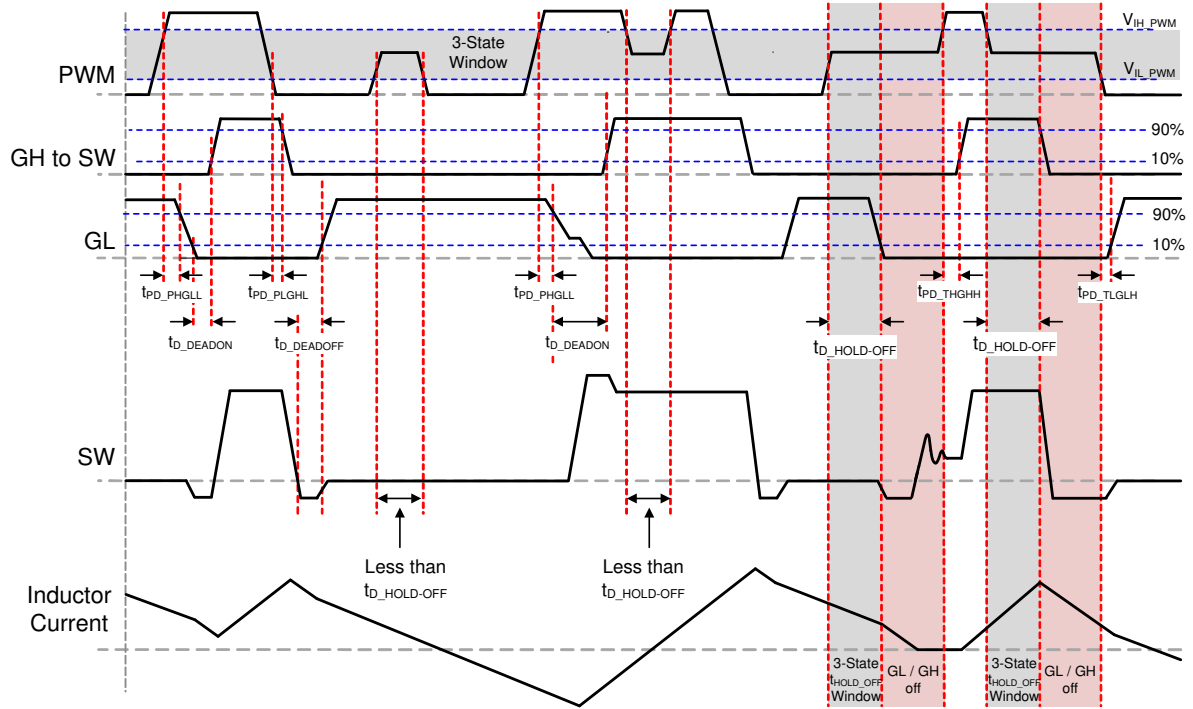 V_IH_PWM
3-State
Window
PWM
V_IL_PWM
90%
GH to SW
10%
90%
GL
10%
t_PD_PHGLL
t_PD_PLGHL
t_PD_PHGLL
t_PD_THGHH
t_PD_TLGLH
t_D_DEADON
t_D_DEADOFF
t_D_DEADON
t_D_HOLD-OFF
t_D_HOLD-OFF
SW
Less than
t_D_HOLD-OFF
Less than
t_D_HOLD-OFF
Inductor
Current
3-State
t_HOLD_OFF
Window
GL / GH
off
3-State
t_HOLD_OFF
Window
GL / GH
off